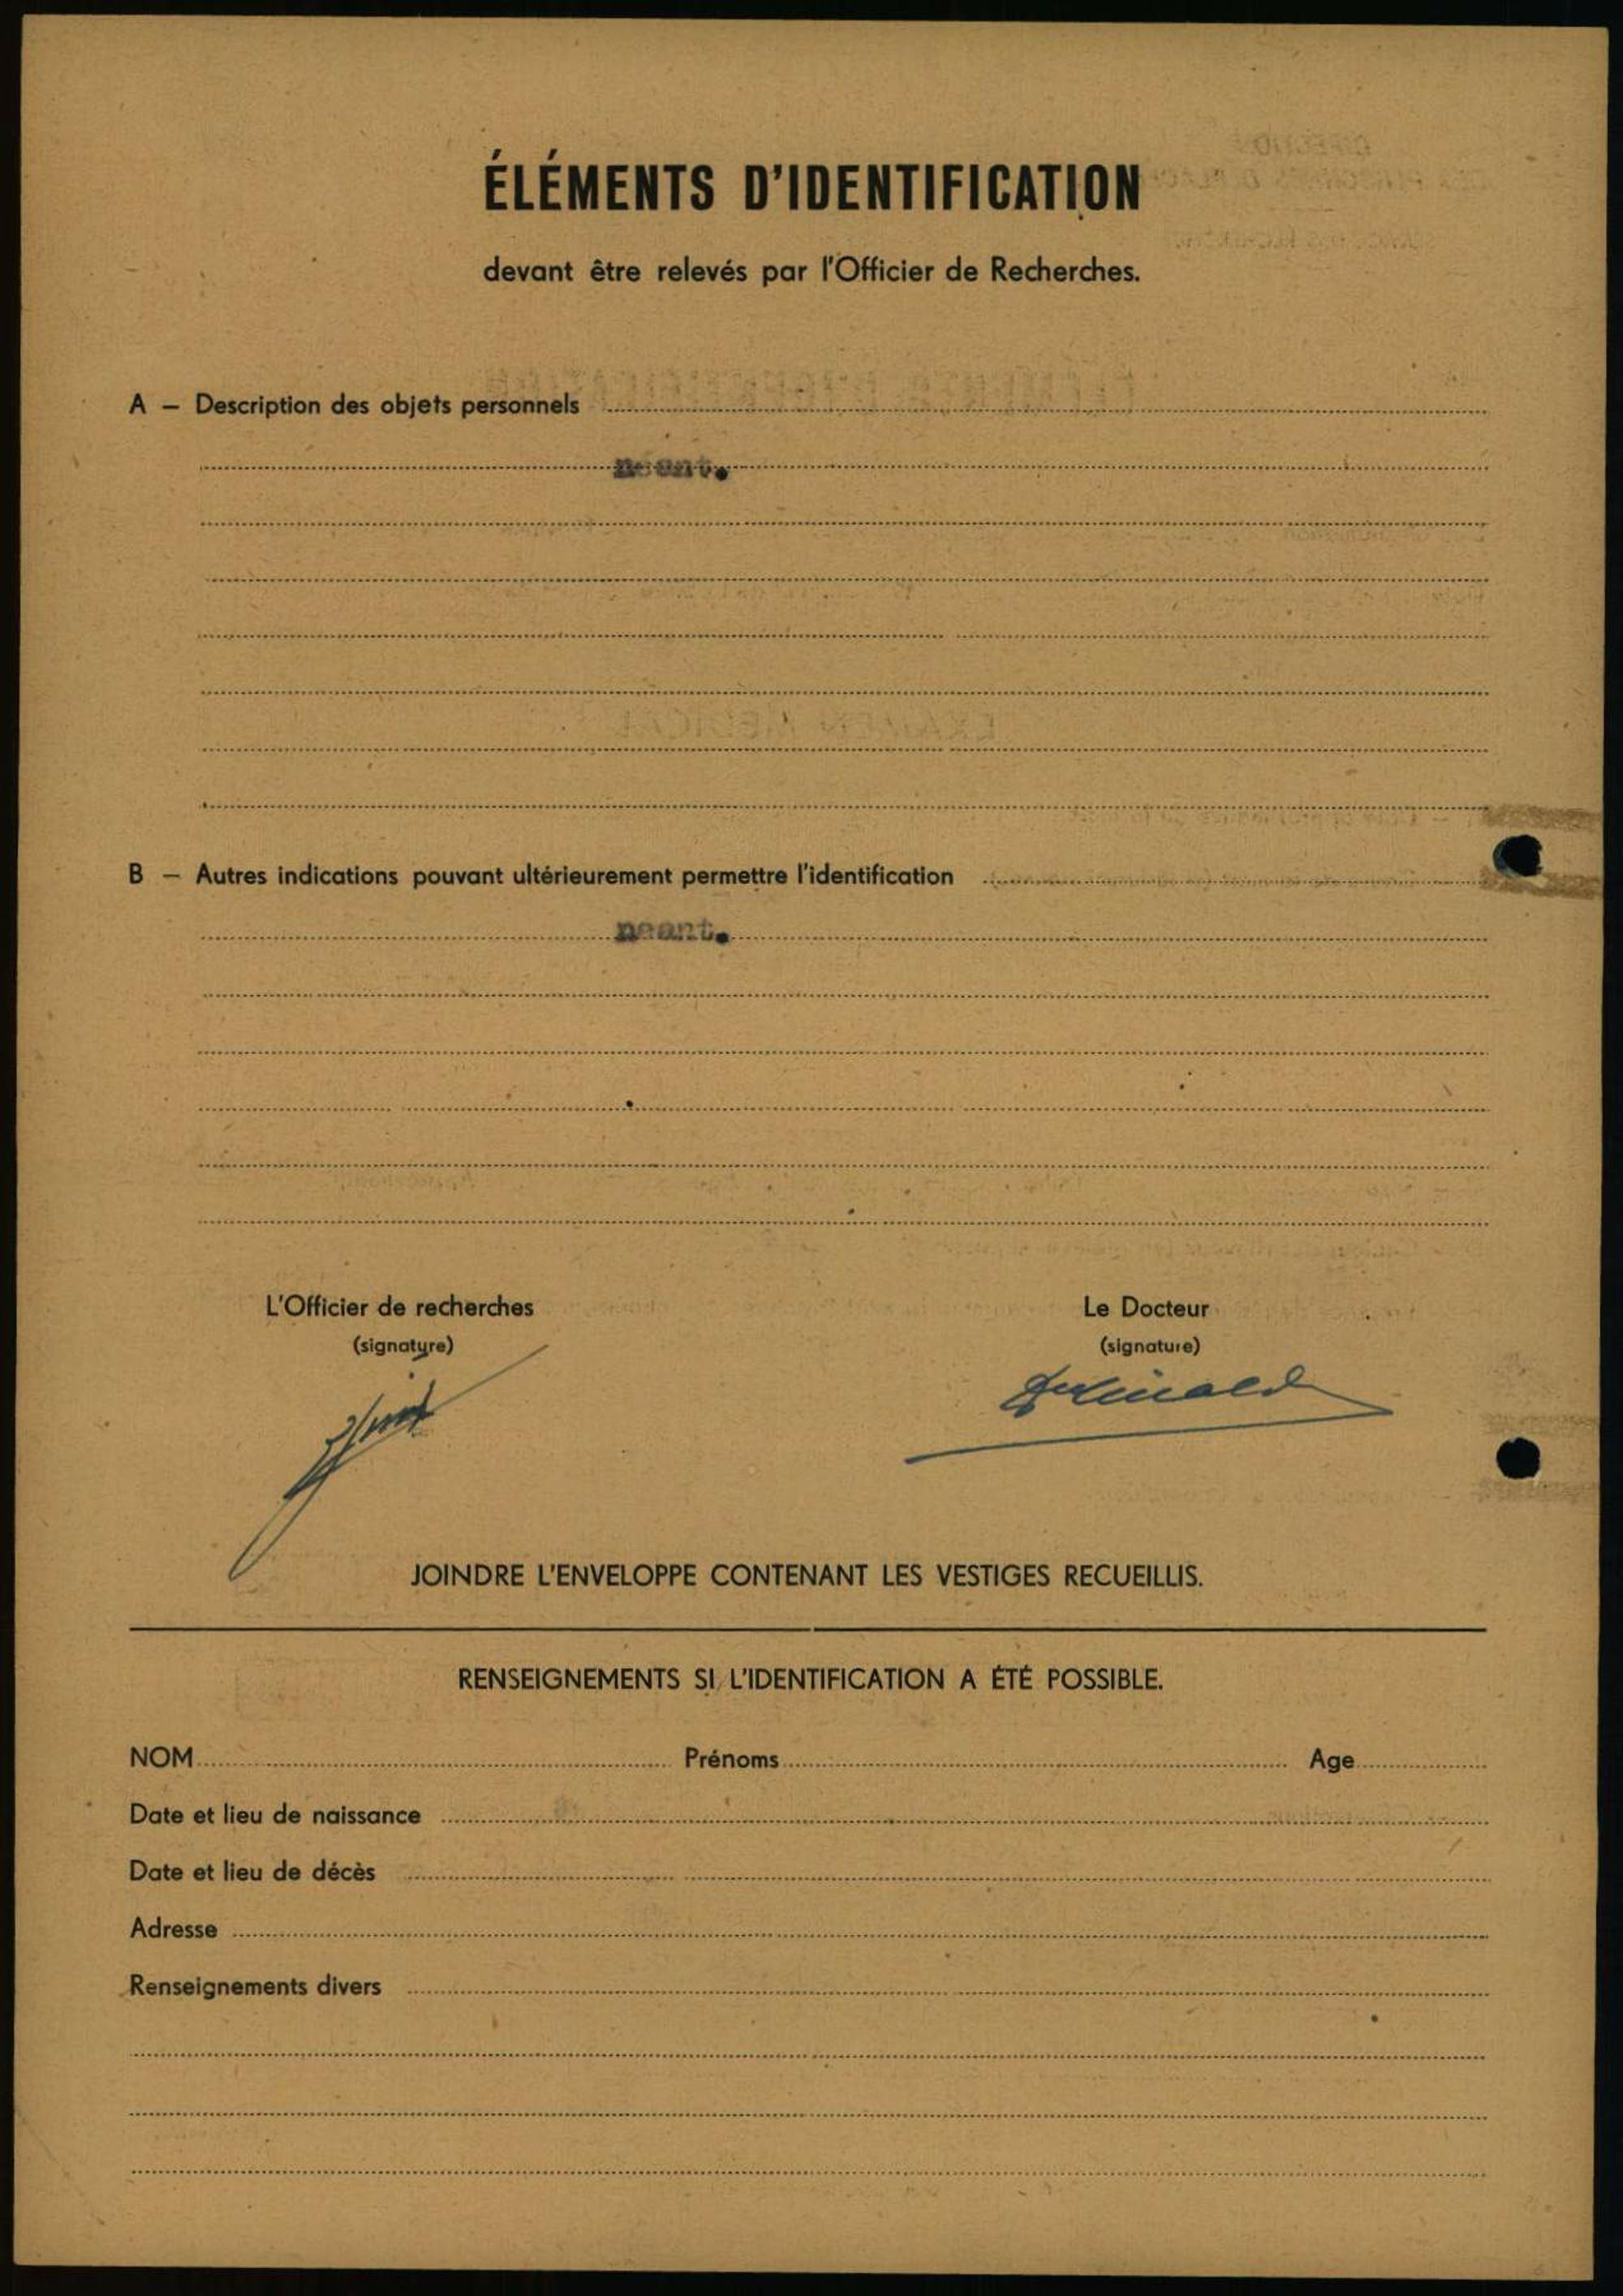 ÉLÉMENTS D'IDENTIFICATION
devant être relevés par l'Officier de Recherches.
A — Description des objets personnels
néant.
B — Autres indications pouvant ultérieurement permettre l'identification
néant.
L'Officier de recherches
(signature)
Le Docteur
(signature)
JOINDRE L'ENVELOPPE CONTENANT LES VESTIGES RECUEILLIS.
RENSEIGNEMENTS SI L'IDENTIFICATION A ÉTÉ POSSIBLE.
NOM Prénoms Age
Date et lieu de naissance
Date et lieu de décès
Adresse
Renseignements divers